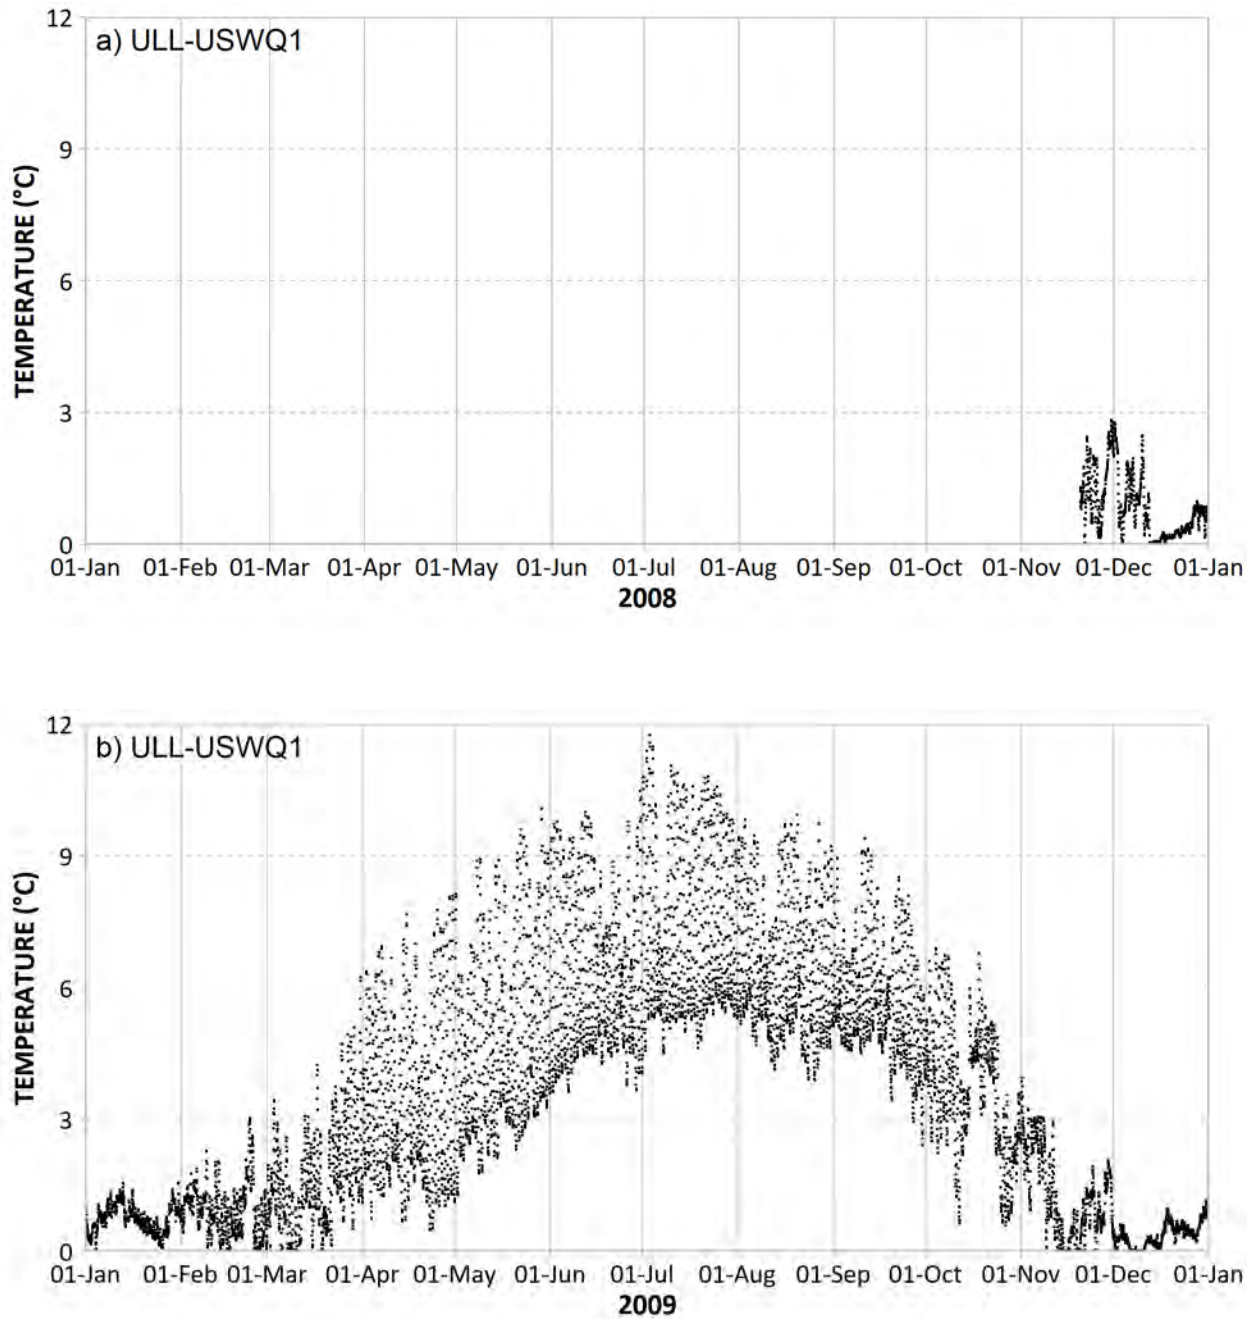 12
a) ULL-USWQ1
9
6
3
0
TEMPERATURE (°C)
01-Jan 01-Feb 01-Mar 01-Apr 01-May 01-Jun 01-Jul 01-Aug 01-Sep 01-Oct 01-Nov 01-Dec 01-Jan
2008
12
b) ULL-USWQ1
9
6
3
0
TEMPERATURE (°C)
01-Jan 01-Feb 01-Mar 01-Apr 01-May 01-Jun 01-Jul 01-Aug 01-Sep 01-Oct 01-Nov 01-Dec 01-Jan
2009